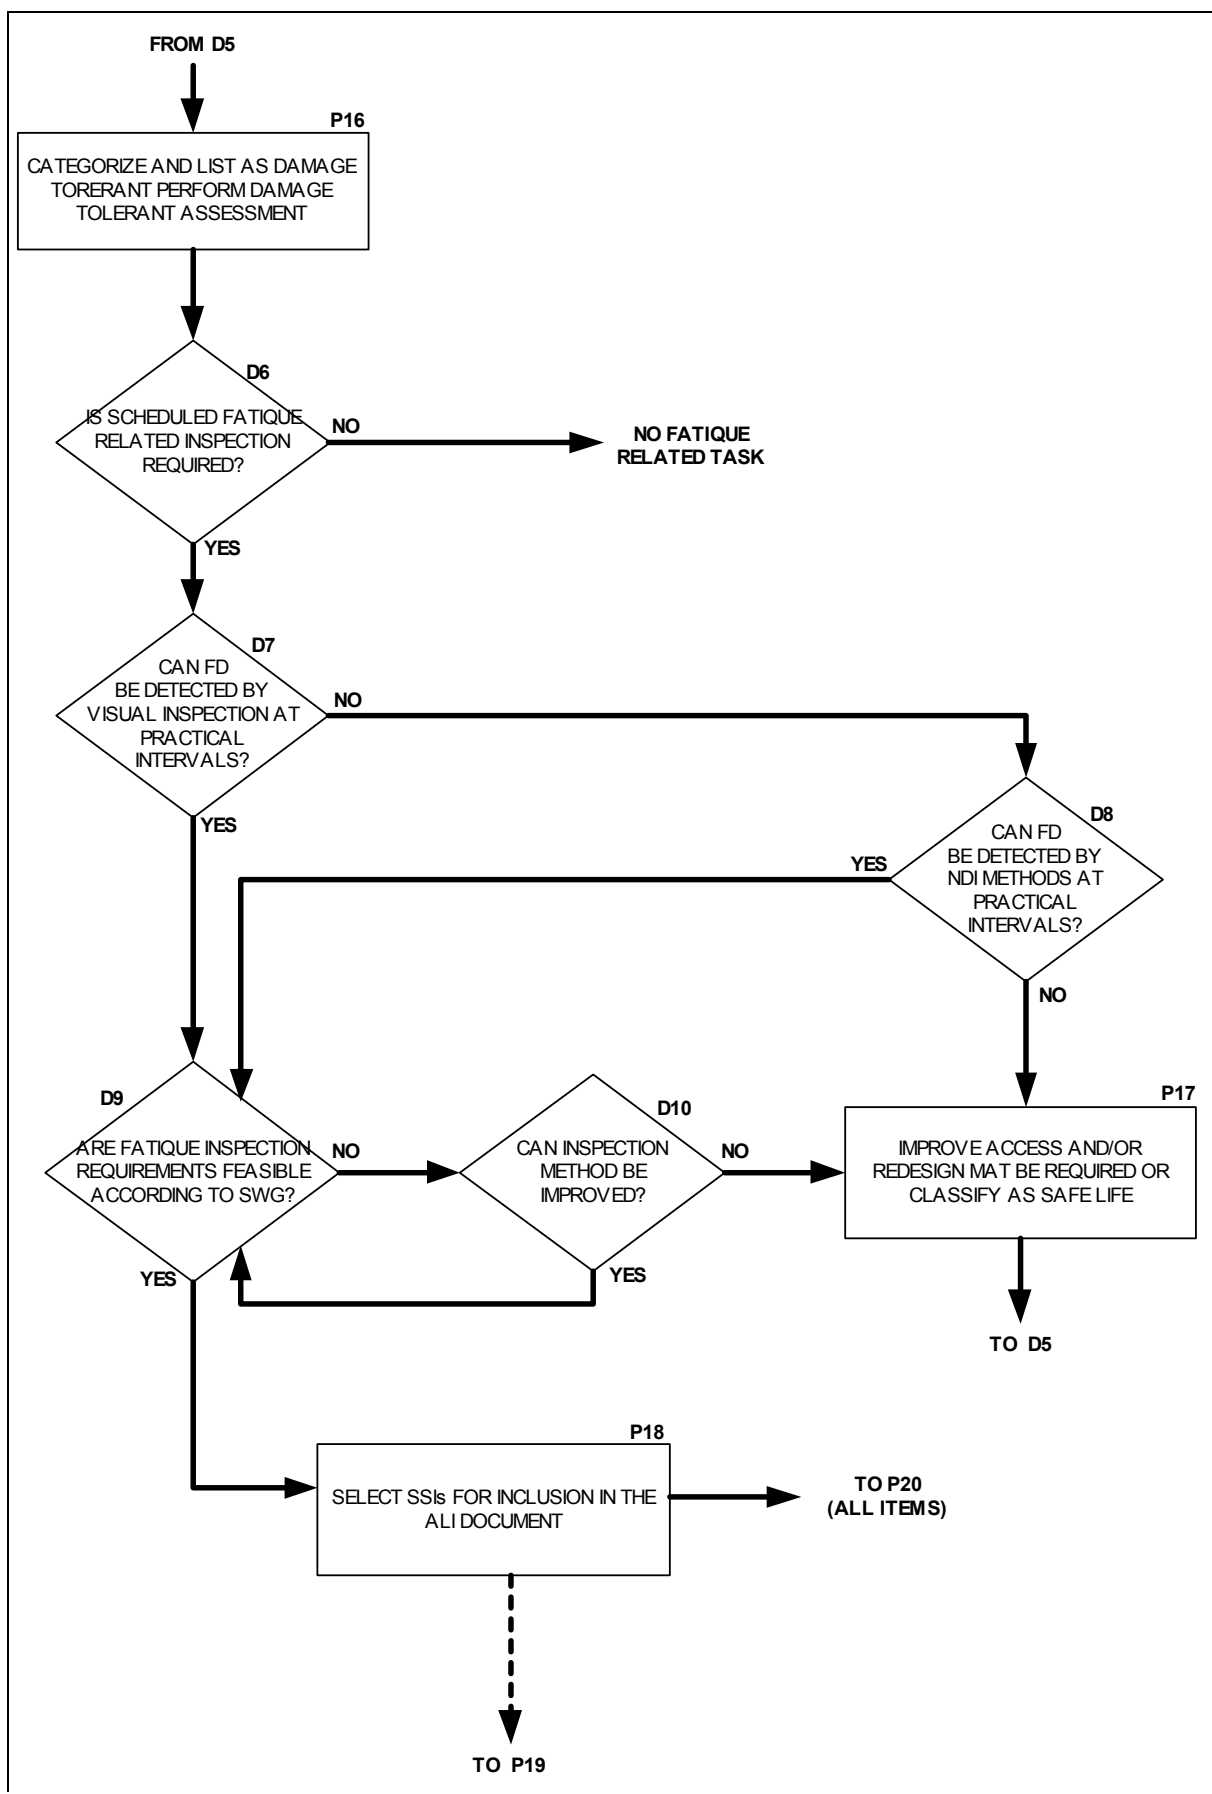 FROM D5
P16
CATEGORIZE AND LIST AS DAMAGE
TORERANT PERFORM DAMAGE
TOLERANT ASSESSMENT
D6
IS SCHEDULED FATIQUE
RELATED INSPECTION
REQUIRED?
NO
NO FATIQUE
RELATED TASK
YES
D7
CAN FD
BE DETECTED BY
VISUAL INSPECTION AT
PRACTICAL
INTERVALS?
NO
YES
D8
CAN FD
BE DETECTED BY
NDI METHODS AT
PRACTICAL
INTERVALS?
YES
NO
D9
ARE FATIQUE INSPECTION
REQUIREMENTS FEASIBLE
ACCORDING TO SWG?
NO
YES
D10
CAN INSPECTION
METHOD BE
IMPROVED?
NO
YES
P17
IMPROVE ACCESS AND/OR
REDESIGN MAT BE REQUIRED OR
CLASSIFY AS SAFE LIFE
TO D5
P18
SELECT SSIs FOR INCLUSION IN THE
ALI DOCUMENT
TO P20
(ALL ITEMS)
TO P19